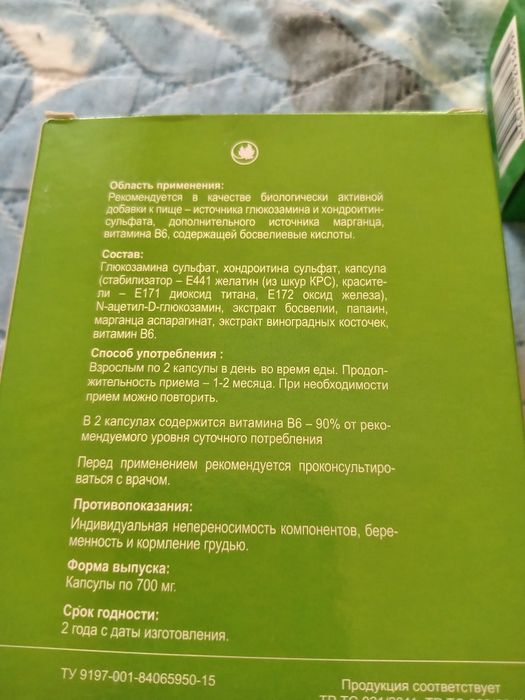 Область применения:
Рекомендуется в качестве биологически активной
добавки к пище – источника глюкозамина и хондроитин-
сульфата, дополнительного источника марганца,
витамина В6, содержащей босвелиевые кислоты.
Состав:
Глюкозамина сульфат, хондроитина сульфат, капсула
(стабилизатор – Е441 желатин (из шкур КРС), красите-
ли – Е171 диоксид титана, Е172 оксид железа),
N-ацетил-D-глюкозамин, экстракт босвелии, папаин,
марганца аспарагинат, экстракт виноградных косточек,
витамин В6.
Способ употребления :
Взрослым по 2 капсулы в день во время еды. Продол-
жительность приема – 1-2 месяца. При необходимости
прием можно повторить.
В 2 капсулах содержится витамина В6 – 90% от реко-
мендуемого уровня суточного потребления
Перед применением рекомендуется проконсультиро-
ваться с врачом.
Противопоказания:
Индивидуальная непереносимость компонентов, бере-
менность и кормление грудью.
Форма выпуска:
Капсулы по 700 мг.
Срок годности:
2 года с даты изготовления.
ТУ 9197-001-84065950-15
Продукция соответствует